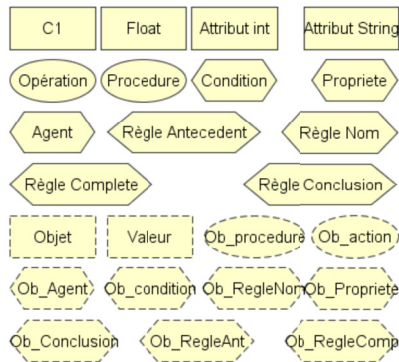 C1 Float Attribut int Attribut String
Opération Procedure Condition Propriete
Agent Règle Antecedent Règle Nom
Règle Complete Règle Conclusion
Objet Valeur Ob_procedure Ob_action
Ob_Agent Ob_condition Ob_RegleNom Ob_Propriete
Ob_Conclusion Ob_RegleAnt Ob_RegleComp